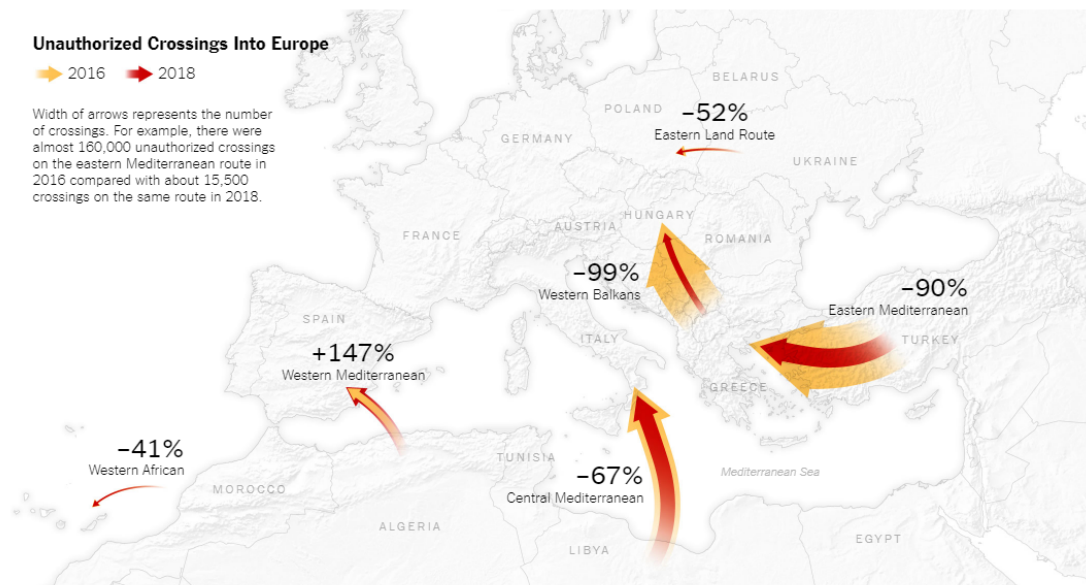 Unauthorized Crossings Into Europe
2016 2018
Width of arrows represents the number
of crossings. For example, there were
almost 160,000 unauthorized crossings
on the eastern Mediterranean route in
2016 compared with about 15,500
crossings on the same route in 2018.
BELARUS
POLAND
–52%
Eastern Land Route
GERMANY
UKRAINE
HUNGARY
AUSTRIA
FRANCE
ROMANIA
–99%
Western Balkans
–90%
Eastern Mediterranean
SPAIN
ITALY
TURKEY
+147%
Western Mediterranean
GREECE
–41%
Western African
TUNISIA
Mediterranean Sea
–67%
Central Mediterranean
MOROCCO
ALGERIA
LIBYA
EGYPT